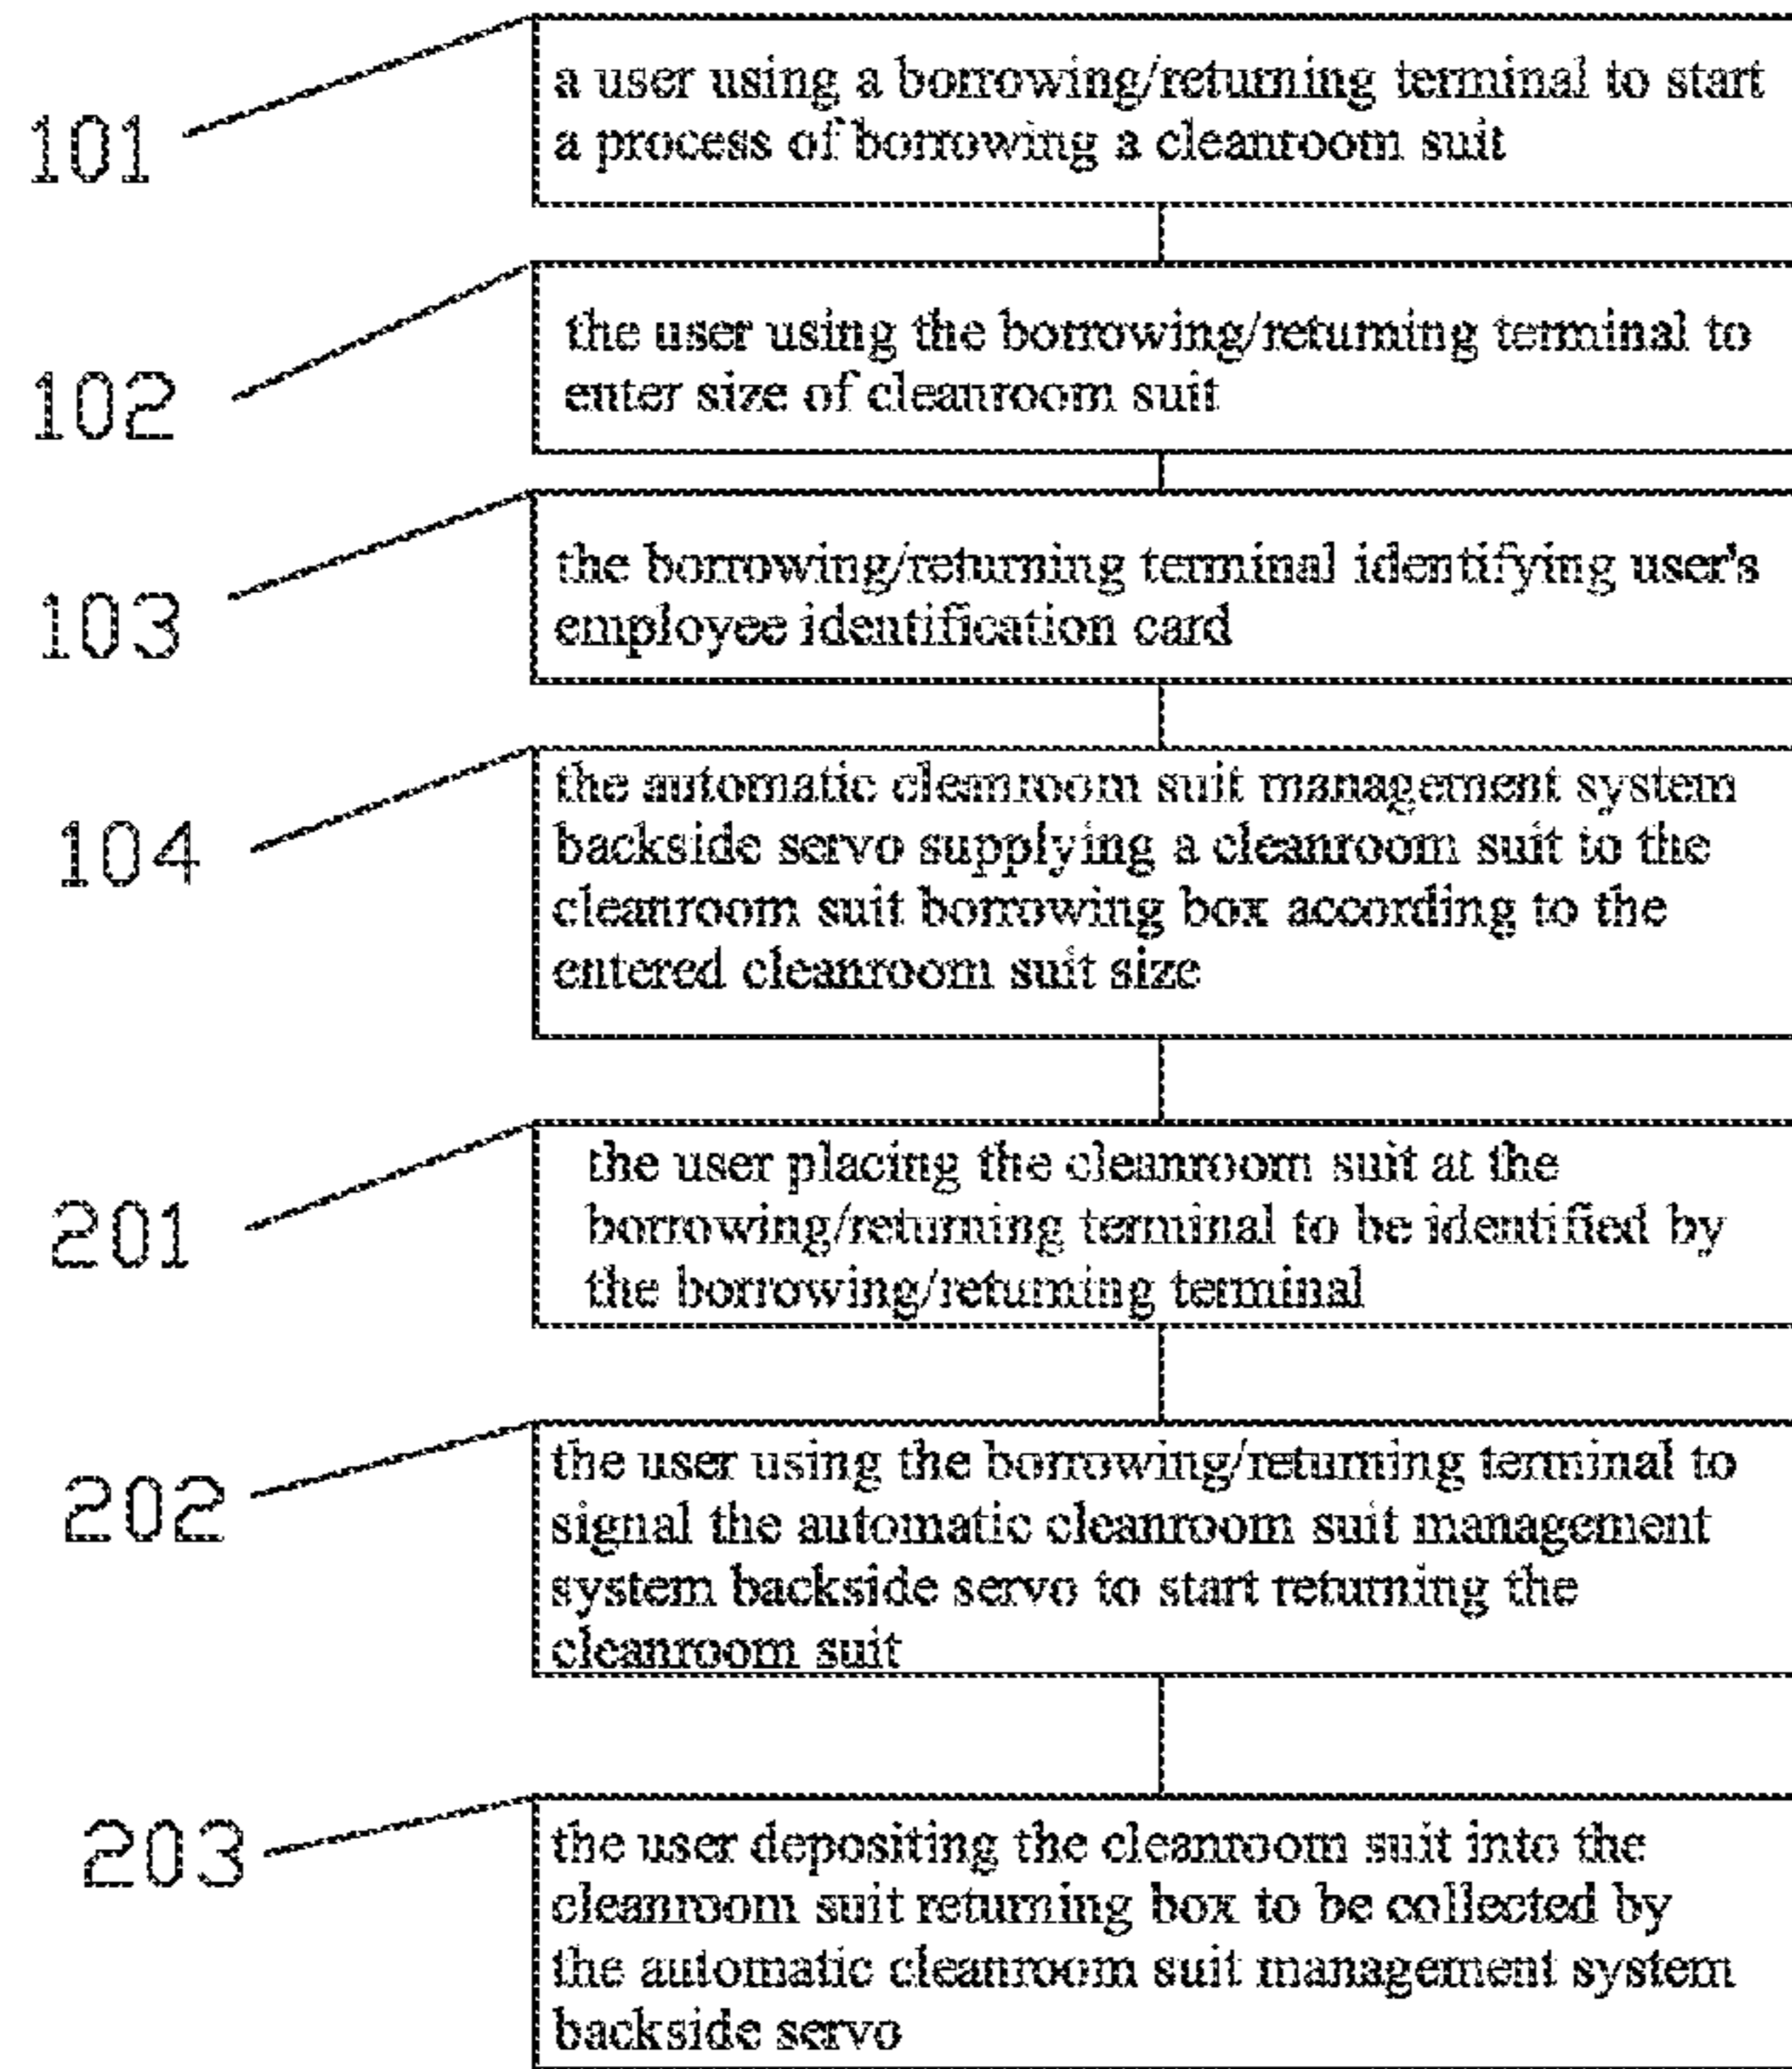 101
a user using a borrowing/returning terminal to start
a process of borrowing a cleanroom suit
102
the user using the borrowing/returning terminal to
enter size of cleanroom suit
103
the borrowing/returning terminal identifying user's
employee identification card
104
the automatic cleanroom suit management system
backside servo supplying a cleanroom suit to the
cleanroom suit borrowing box according to the
entered cleanroom suit size
201
the user placing the cleanroom suit at the
borrowing/returning terminal to be identified by
the borrowing/returning terminal
202
the user using the borrowing/returning terminal to
signal the automatic cleanroom suit management
system backside servo to start returning the
cleanroom suit
203
the user depositing the cleanroom suit into the
cleanroom suit returning box to be collected by
the automatic cleanroom suit management system
backside servo